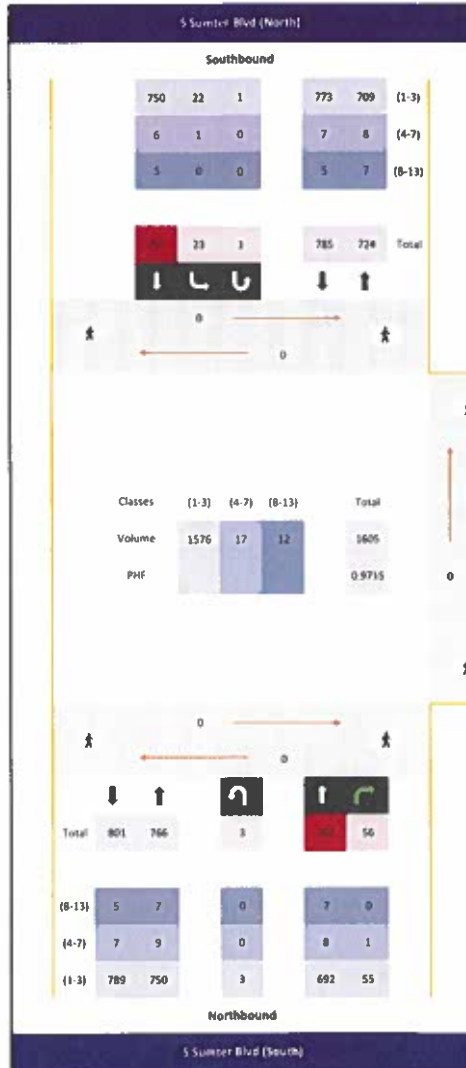 S Sumter Blvd (North)
Southbound
750 22 1 773 709 (1-3)
6 1 0 7 8 (4-7)
5 0 0 5 7 (8-13)
23 1 785 724 Total
0
0
Classes (1-3) (4-7) (8-13) Total
Volume 1576 17 12 1605
PHF 0.9715
0
0
0
Total 801 766 3 56
(8-13) 5 7 0 7 0
(4-7) 7 9 0 8 1
(1-3) 789 750 3 692 55
Northbound
S Sumter Blvd (South)